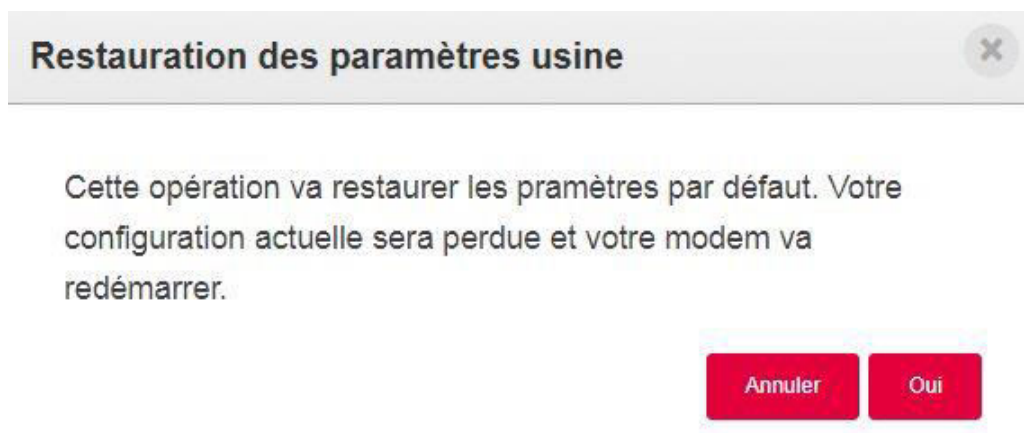 Restauration des paramètres usine
Cette opération va restaurer les pramètres par défaut. Votre
configuration actuelle sera perdue et votre modem va
redémarrer.
Annuler Oui